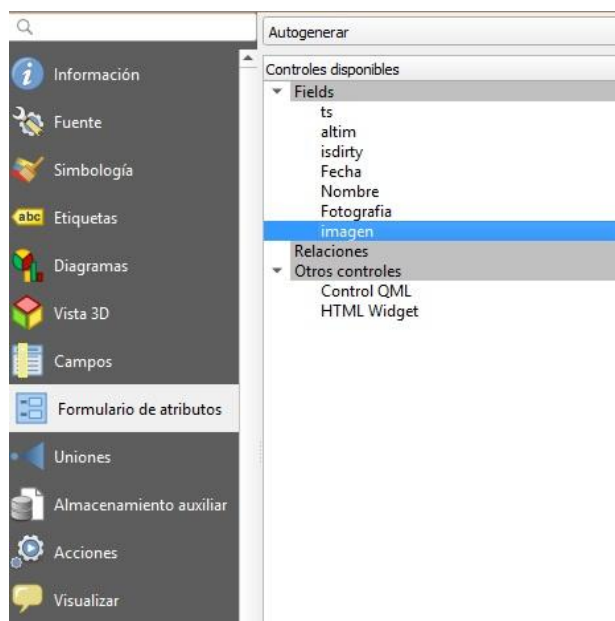 Información
Fuente
Simbología
abc Etiquetas
Diagramas
Vista 3D
Campos
Formulario de atributos
Uniones
Almacenamiento auxiliar
Acciones
Visualizar
Autogenerar
Controles disponibles
Fields
ts
altim
isdirty
Fecha
Nombre
Fotografia
imagen
Relaciones
Otros controles
Control QML
HTML Widget